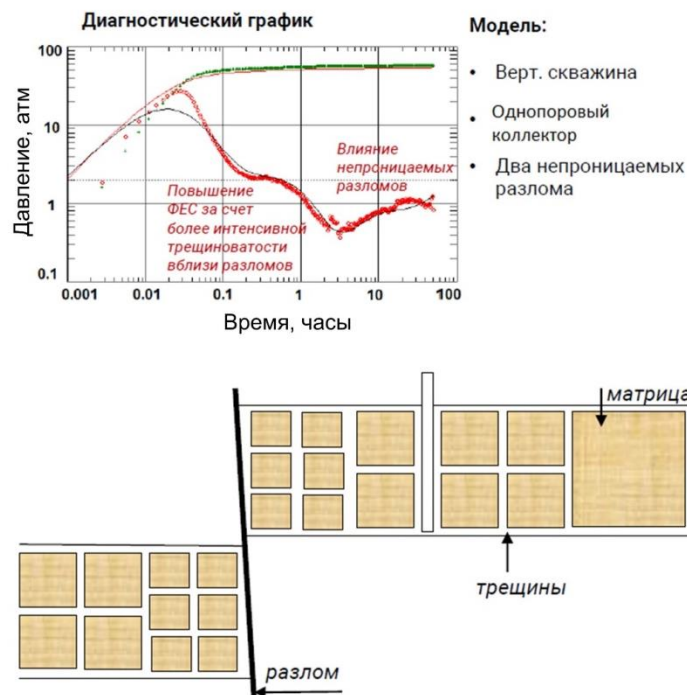 Диагностический график
Модель:
• Верт. скважина
• Однопоровый
коллектор
• Два непроницаемых
разлома
Давление, атм
100
10
1
0.1
Влияние
непроницаемых
разломов
Повышение
ФЕС за счет
более интенсивной
трещиноватости
вблизи разломов
0.001
0.01
0.1
1
10
100
Время, часы
матрица
трещины
разлом